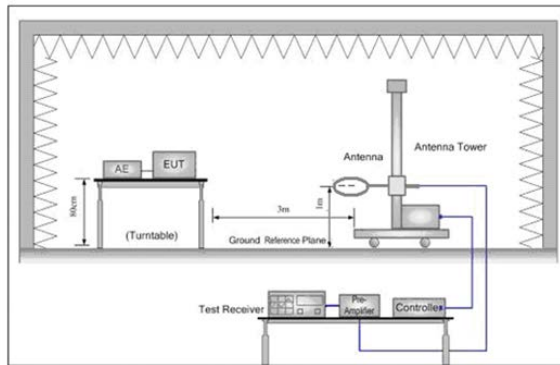 AE
EUT
80cm
(Turntable)
3m
1m
Antenna
Antenna Tower
Ground Reference Plane
Test Receiver
Pre-
Amplifier
Controller